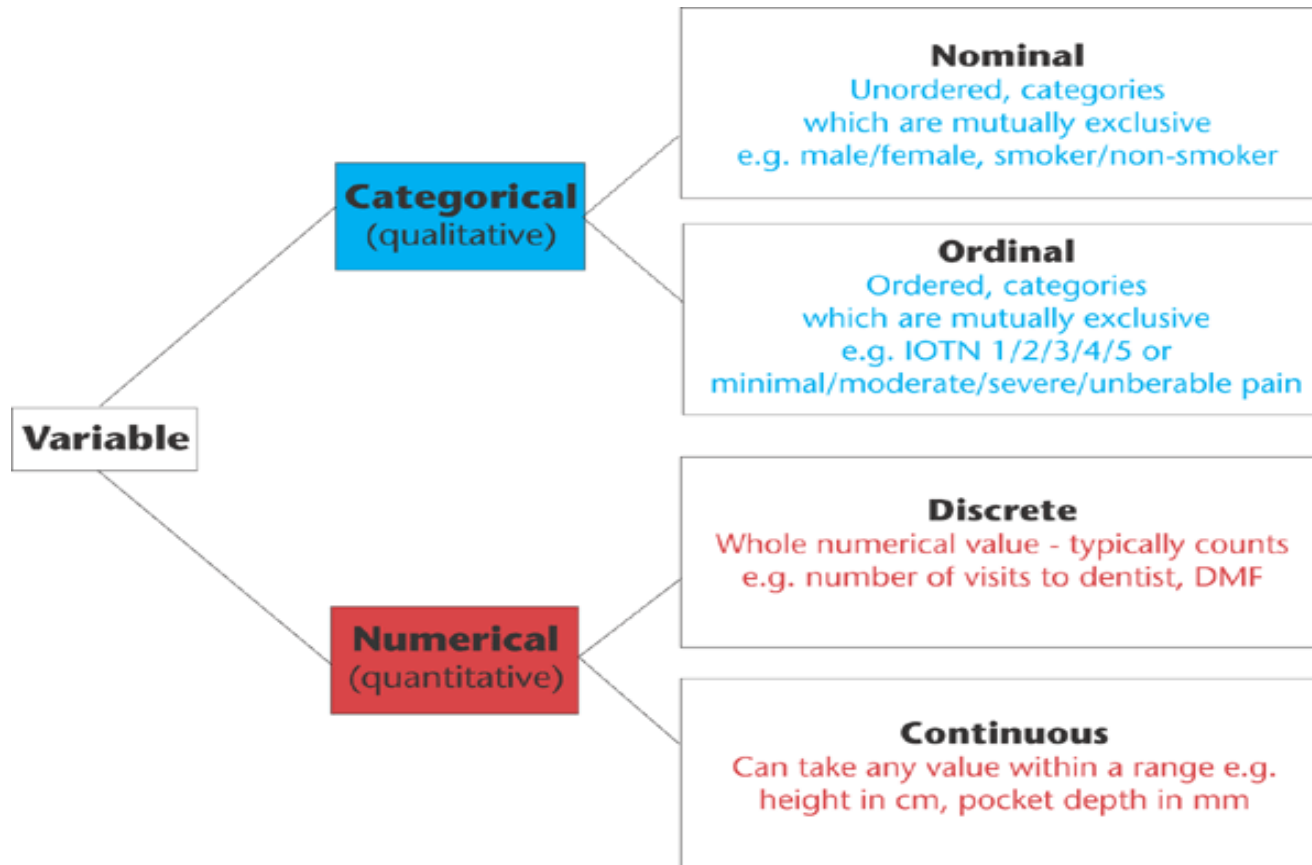 Nominal
Unordered, categories
which are mutually exclusive
e.g. male/female, smoker/non-smoker
Categorical
(qualitative)
Ordinal
Ordered, categories
which are mutually exclusive
e.g. IOTN 1/2/3/4/5 or
minimal/moderate/severe/unberable pain
Variable
Discrete
Whole numerical value - typically counts
e.g. number of visits to dentist, DMF
Numerical
(quantitative)
Continuous
Can take any value within a range e.g.
height in cm, pocket depth in mm